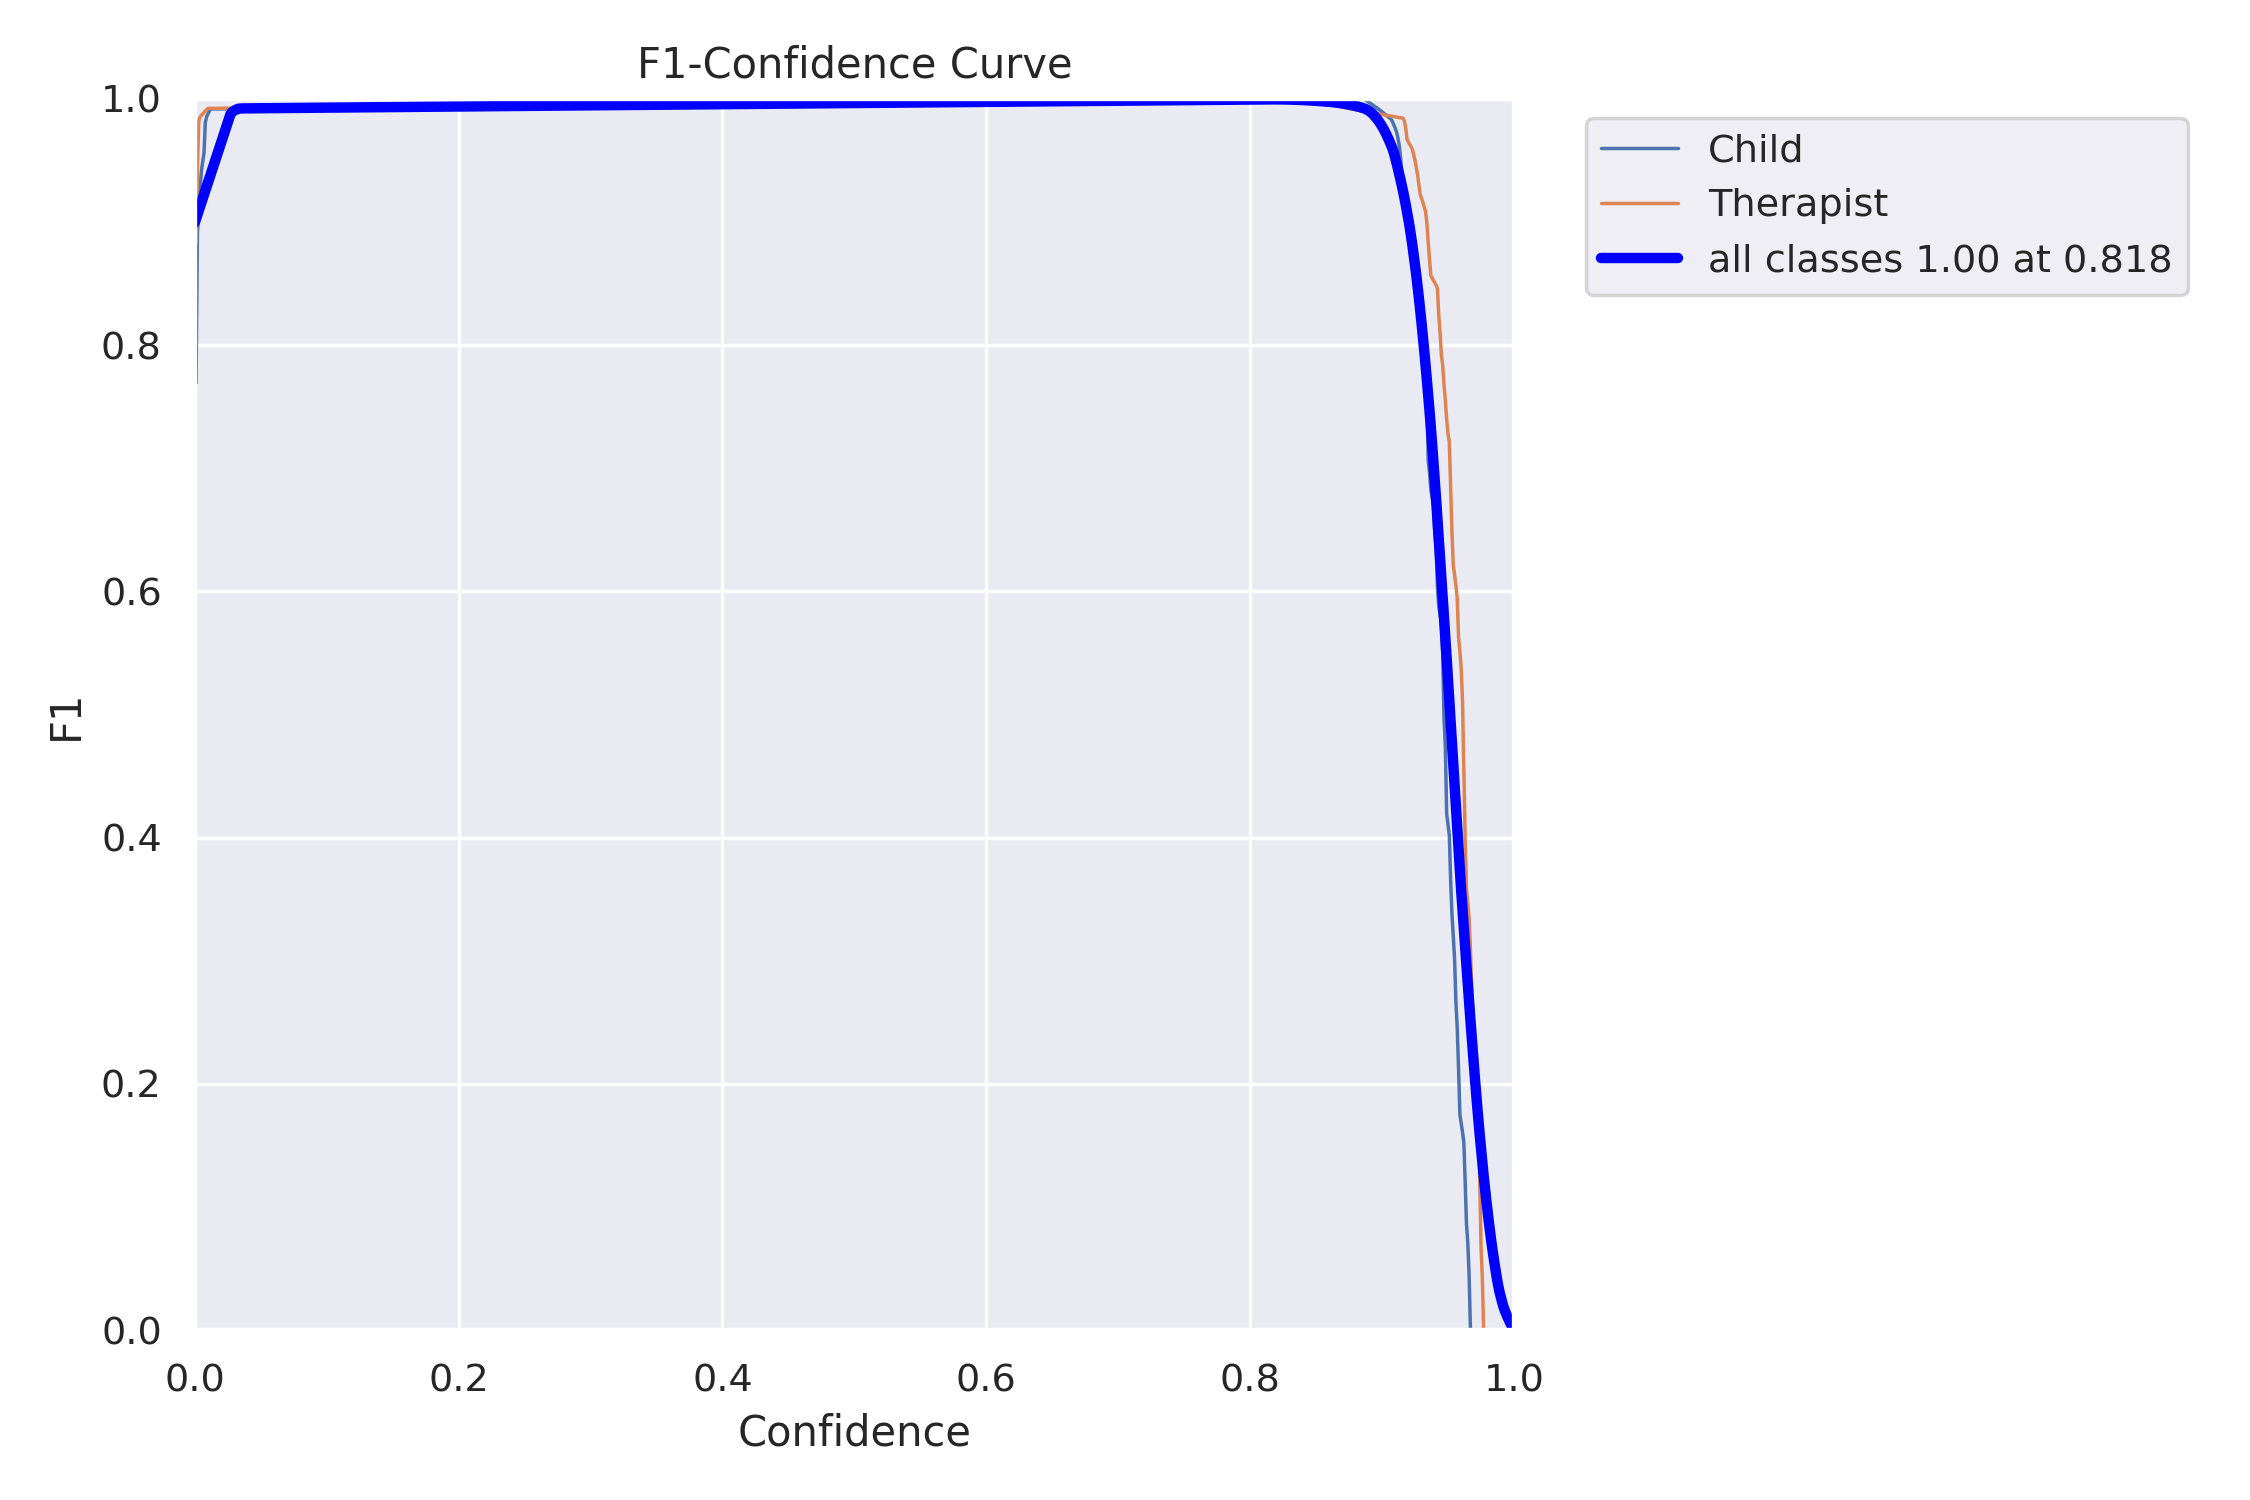 F1-Confidence Curve
1.0
0.8
0.6
0.4
0.2
0.0
F1
0.0 0.2 0.4 0.6 0.8 1.0
Confidence
Child
Therapist
all classes 1.00 at 0.818